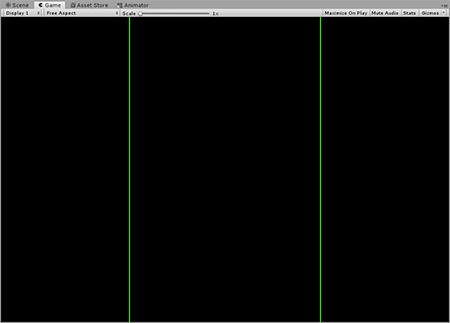 Scene Game Asset Store Animator
Display 1 Free Aspect Scale 1x Maximize On Play Mute Audio Stats Gizmos